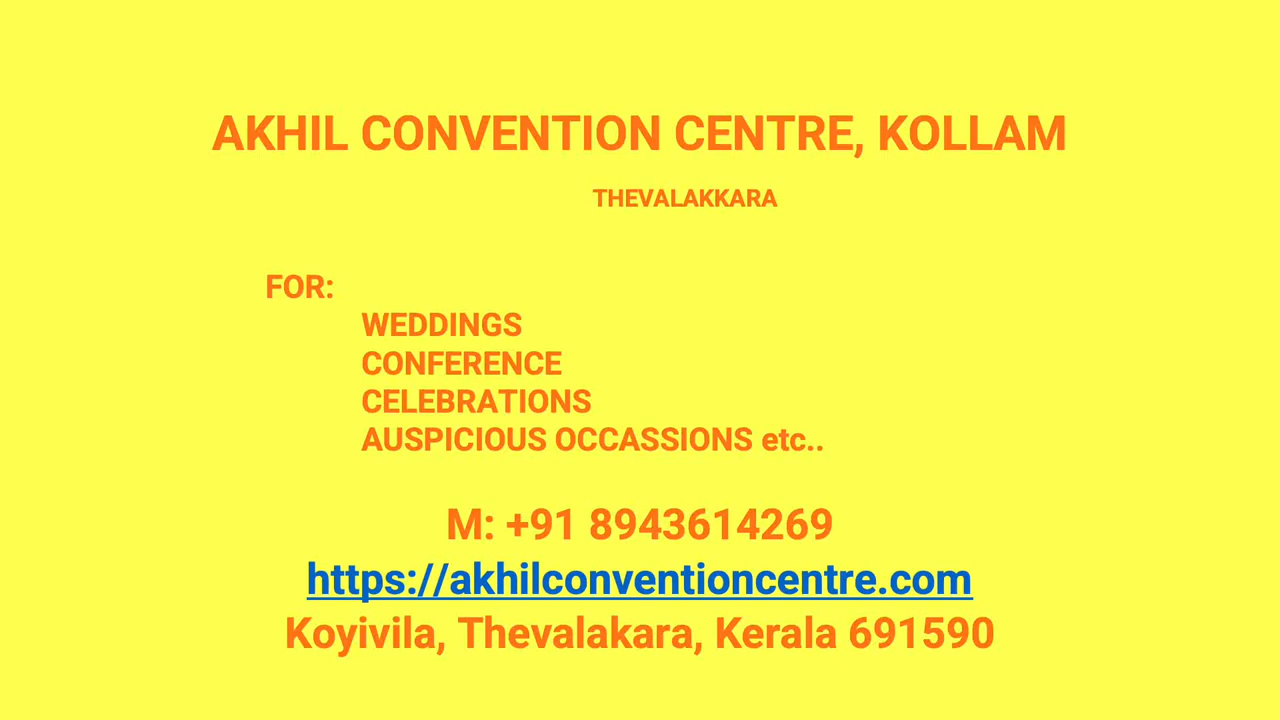 AKHIL CONVENTION CENTRE, KOLLAM
THEVALAKKARA
FOR:
WEDDINGS
CONFERENCE
CELEBRATIONS
AUSPICIOUS OCCASSIONS etc..
M: +91 8943614269
https://akhilconventioncentre.com
Koyivila, Thevalakara, Kerala 691590